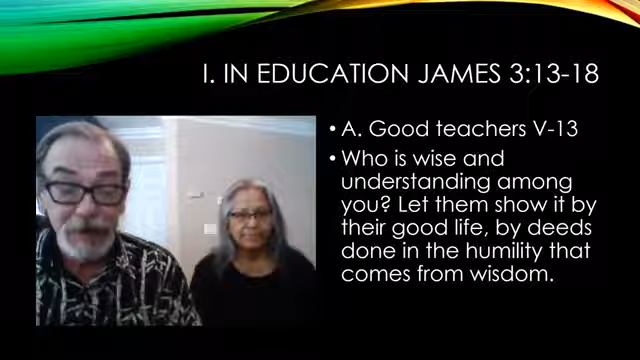 I. IN EDUCATION JAMES 3:13-18
• A. Good teachers V-13
• Who is wise and
understanding among
you? Let them show it by
their good life, by deeds
done in the humility that
comes from wisdom.